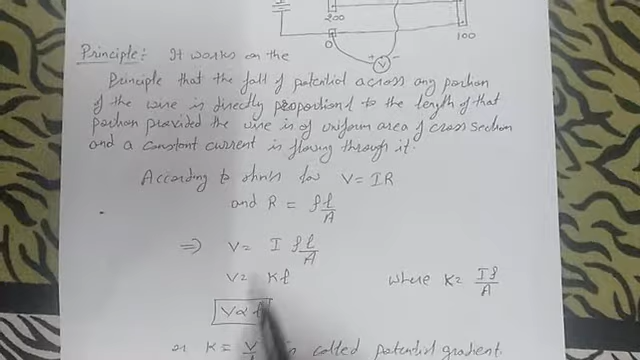 200
0
100
+ V -
Principle: It works on the
Principle that the fall of potential across any portion
of the wire is directly proportional to the length of that
portion provided the wire is of uniform area of cross section
and a constant current is flowing through it.
According to ohms law V = IR
and R = ρl/A
⇒ V = I ρl/A
V = Kl where K = Iρ/A
V ∝ l
or K = V/l is called potential gradient.